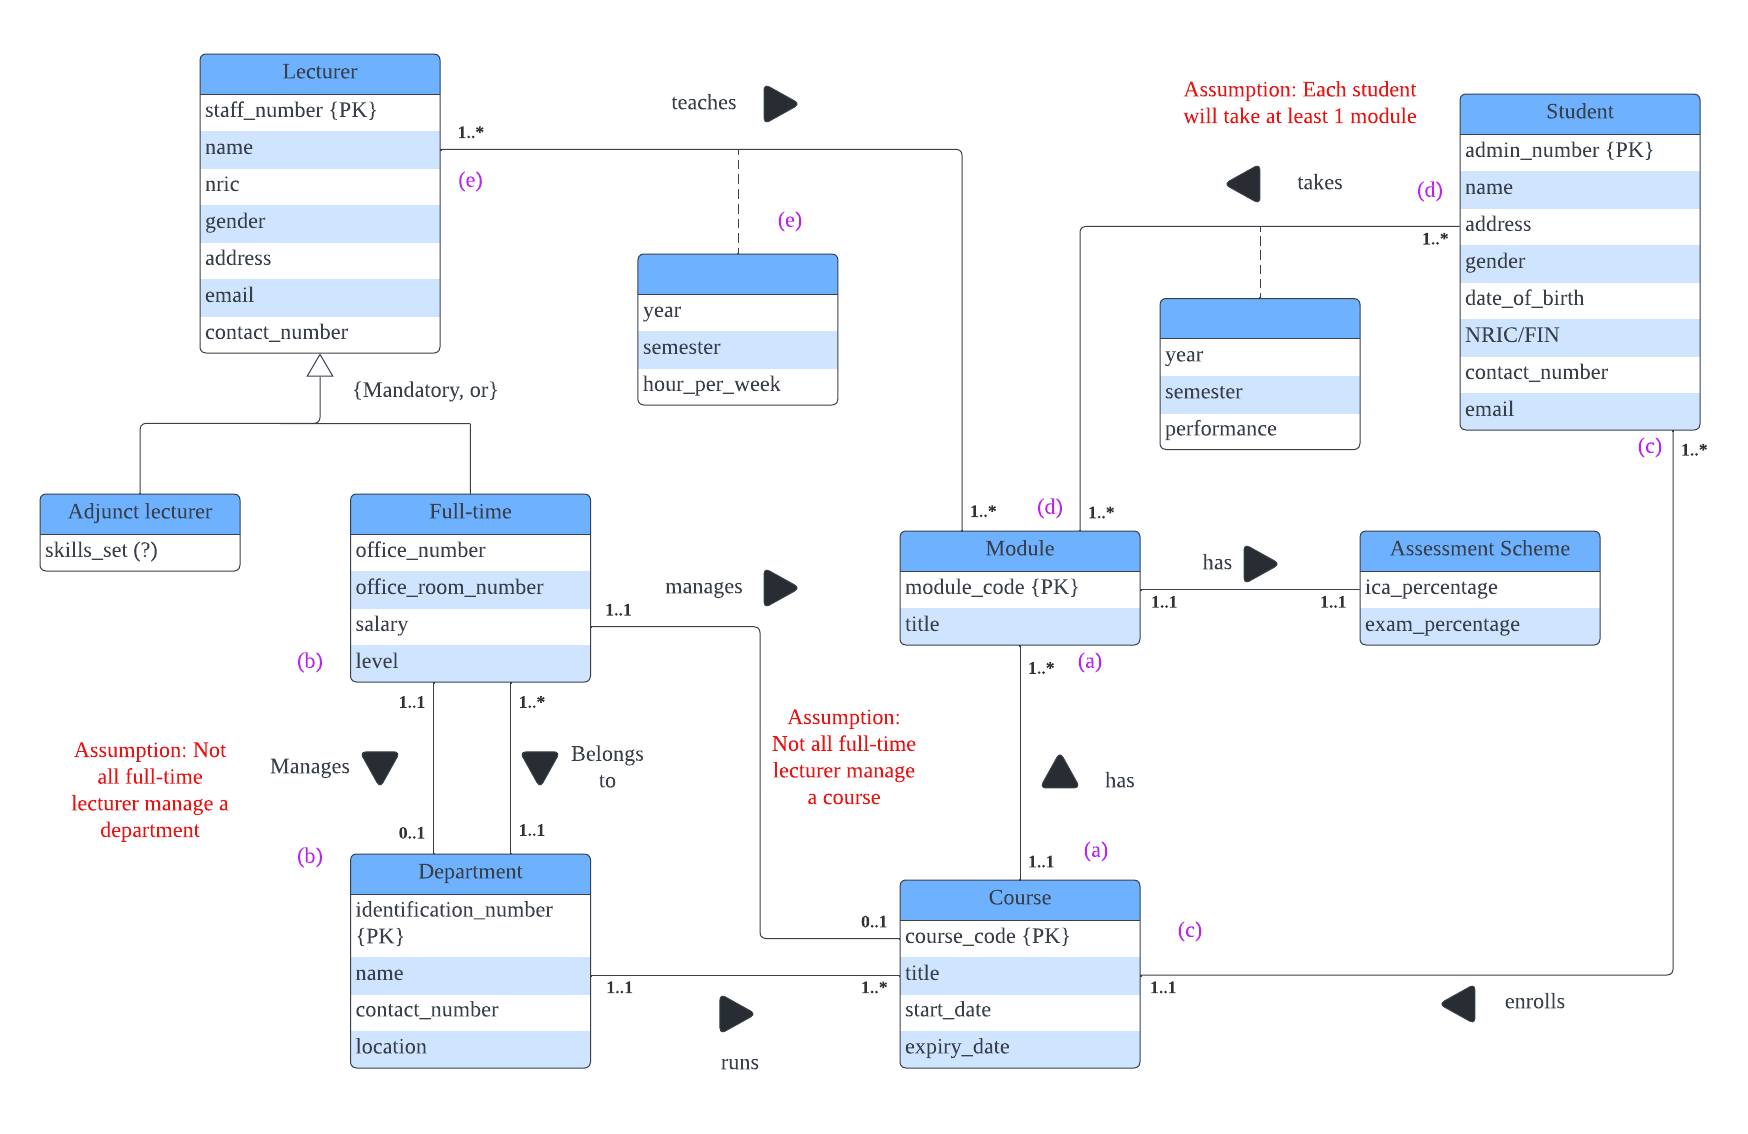 Lecturer
staff_number {PK}
name
nric
gender
address
email
contact_number
teaches
1..*
(e)
(e)
year
semester
hour_per_week
Assumption: Each student
will take at least 1 module
takes
(d)
1..*
Student
admin_number {PK}
name
address
gender
date_of_birth
NRIC/FIN
contact_number
email
(c)
1..*
year
semester
performance
{Mandatory, or}
Adjunct lecturer
skills_set (?)
Full-time
office_number
office_room_number
salary
level
(b)
manages
1..1
1..*
(d)
1..*
Module
module_code {PK}
title
has
1..1
1..1
Assessment Scheme
ica_percentage
exam_percentage
1..*
(a)
1..1
1..*
Assumption: Not
all full-time
lecturer manage a
department
Manages
Belongs
to
Assumption:
Not all full-time
lecturer manage
a course
has
0..1
1..1
(b)
(a)
1..1
Department
identification_number
{PK}
name
contact_number
location
0..1
Course
course_code {PK}
title
start_date
expiry_date
(c)
1..1
1..*
1..1
enrolls
runs